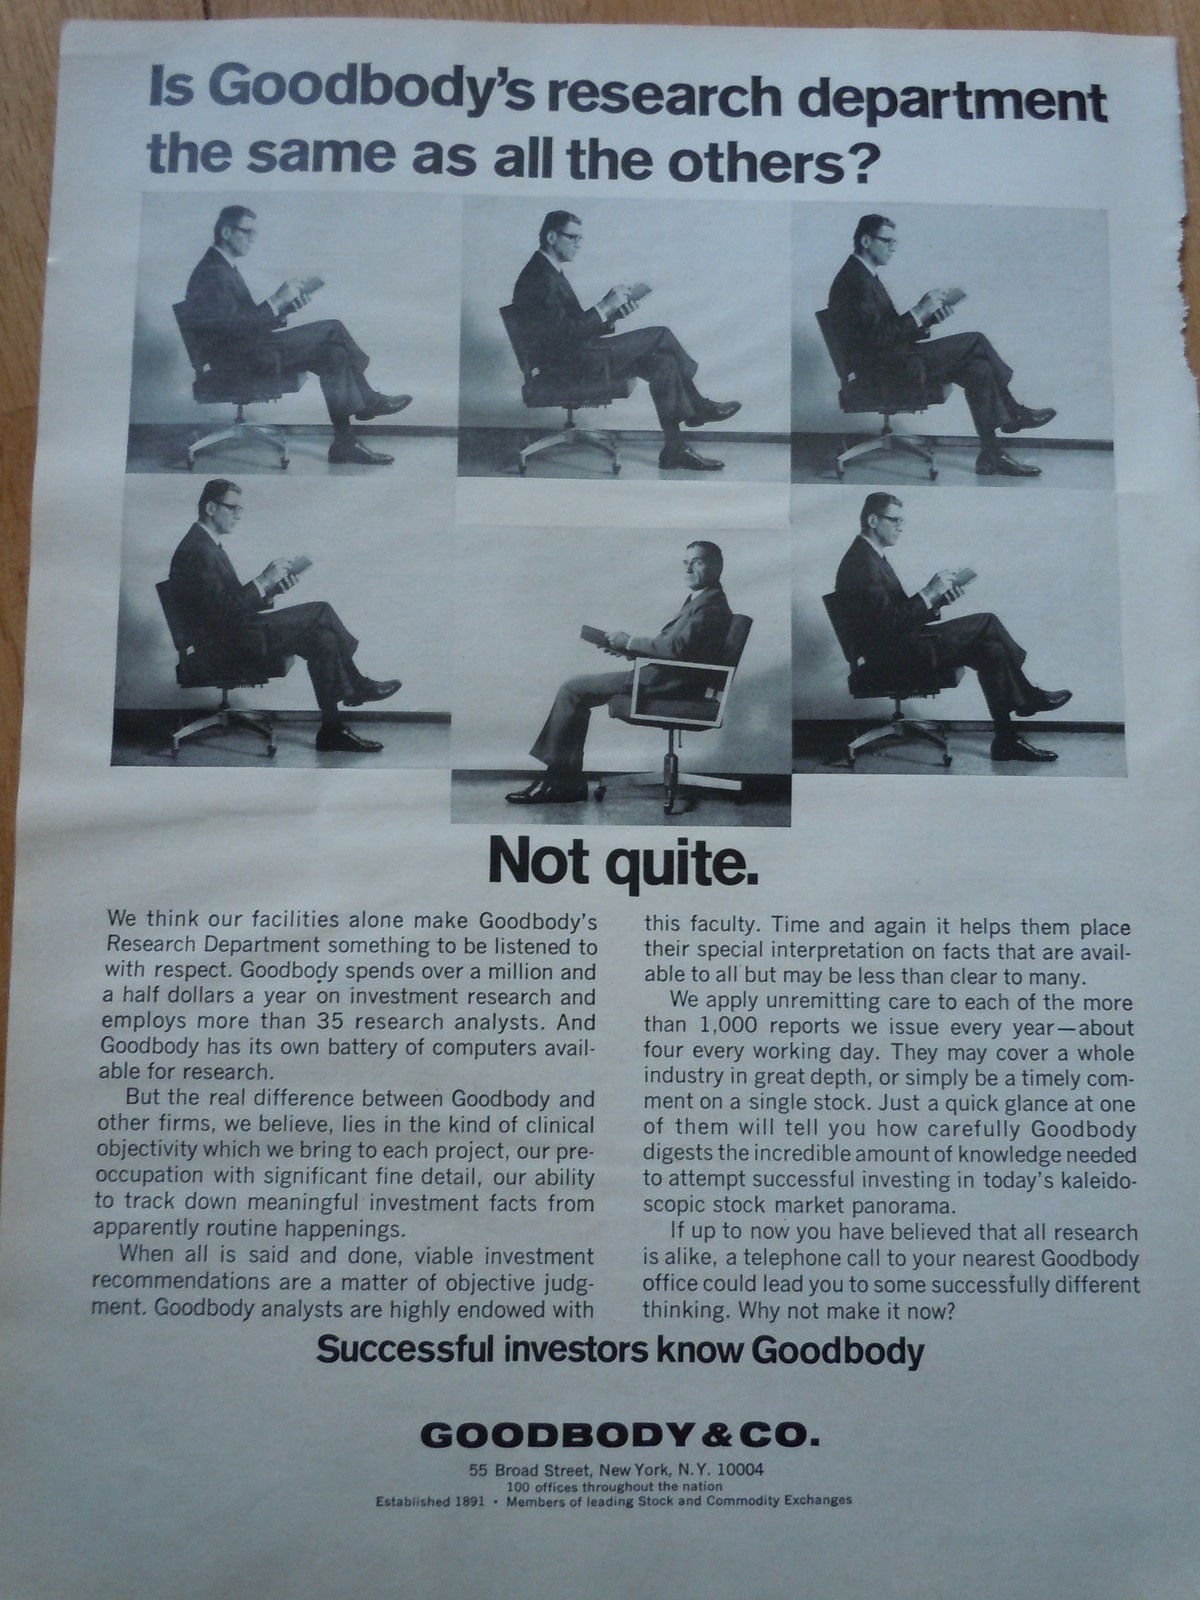 Is Goodbody's research department
the same as all the others?
Not quite.
We think our facilities alone make Goodbody's
Research Department something to be listened to
with respect. Goodbody spends over a million and
a half dollars a year on investment research and
employs more than 35 research analysts. And
Goodbody has its own battery of computers avail-
able for research.
But the real difference between Goodbody and
other firms, we believe, lies in the kind of clinical
objectivity which we bring to each project, our pre-
occupation with significant fine detail, our ability
to track down meaningful investment facts from
apparently routine happenings.
When all is said and done, viable investment
recommendations are a matter of objective judg-
ment. Goodbody analysts are highly endowed with
this faculty. Time and again it helps them place
their special interpretation on facts that are avail-
able to all but may be less than clear to many.
We apply unremitting care to each of the more
than 1,000 reports we issue every year—about
four every working day. They may cover a whole
industry in great depth, or simply be a timely com-
ment on a single stock. Just a quick glance at one
of them will tell you how carefully Goodbody
digests the incredible amount of knowledge needed
to attempt successful investing in today's kaleido-
scopic stock market panorama.
If up to now you have believed that all research
is alike, a telephone call to your nearest Goodbody
office could lead you to some successfully different
thinking. Why not make it now?
Successful investors know Goodbody
GOODBODY & CO.
55 Broad Street, New York, N.Y. 10004
100 offices throughout the nation
Established 1891 • Members of leading Stock and Commodity Exchanges